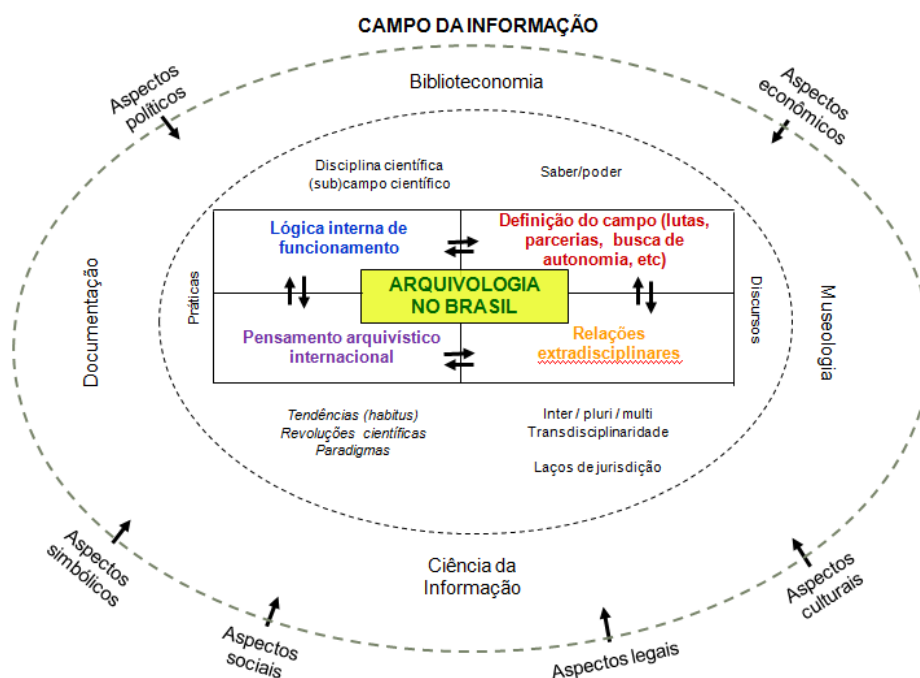 CAMPO DA INFORMAÇÃO
Biblioteconomia
Aspectos
políticos
Aspectos
econômicos
Disciplina científica
(sub)campo científico
Saber/poder
Lógica interna de
funcionamento
Definição do campo (lutas,
parcerias, busca de
autonomia, etc)
Documentação
Práticas
ARQUIVOLOGIA
NO BRASIL
Discursos
Museologia
Pensamento arquivístico
internacional
Relações
extradisciplinares
Tendências (habitus)
Revoluções científicas
Paradigmas
Inter / pluri / multi
Transdisciplinaridade
Laços de jurisdição
Aspectos
simbólicos
Ciência da
Informação
Aspectos
culturais
Aspectos
sociais
Aspectos legais